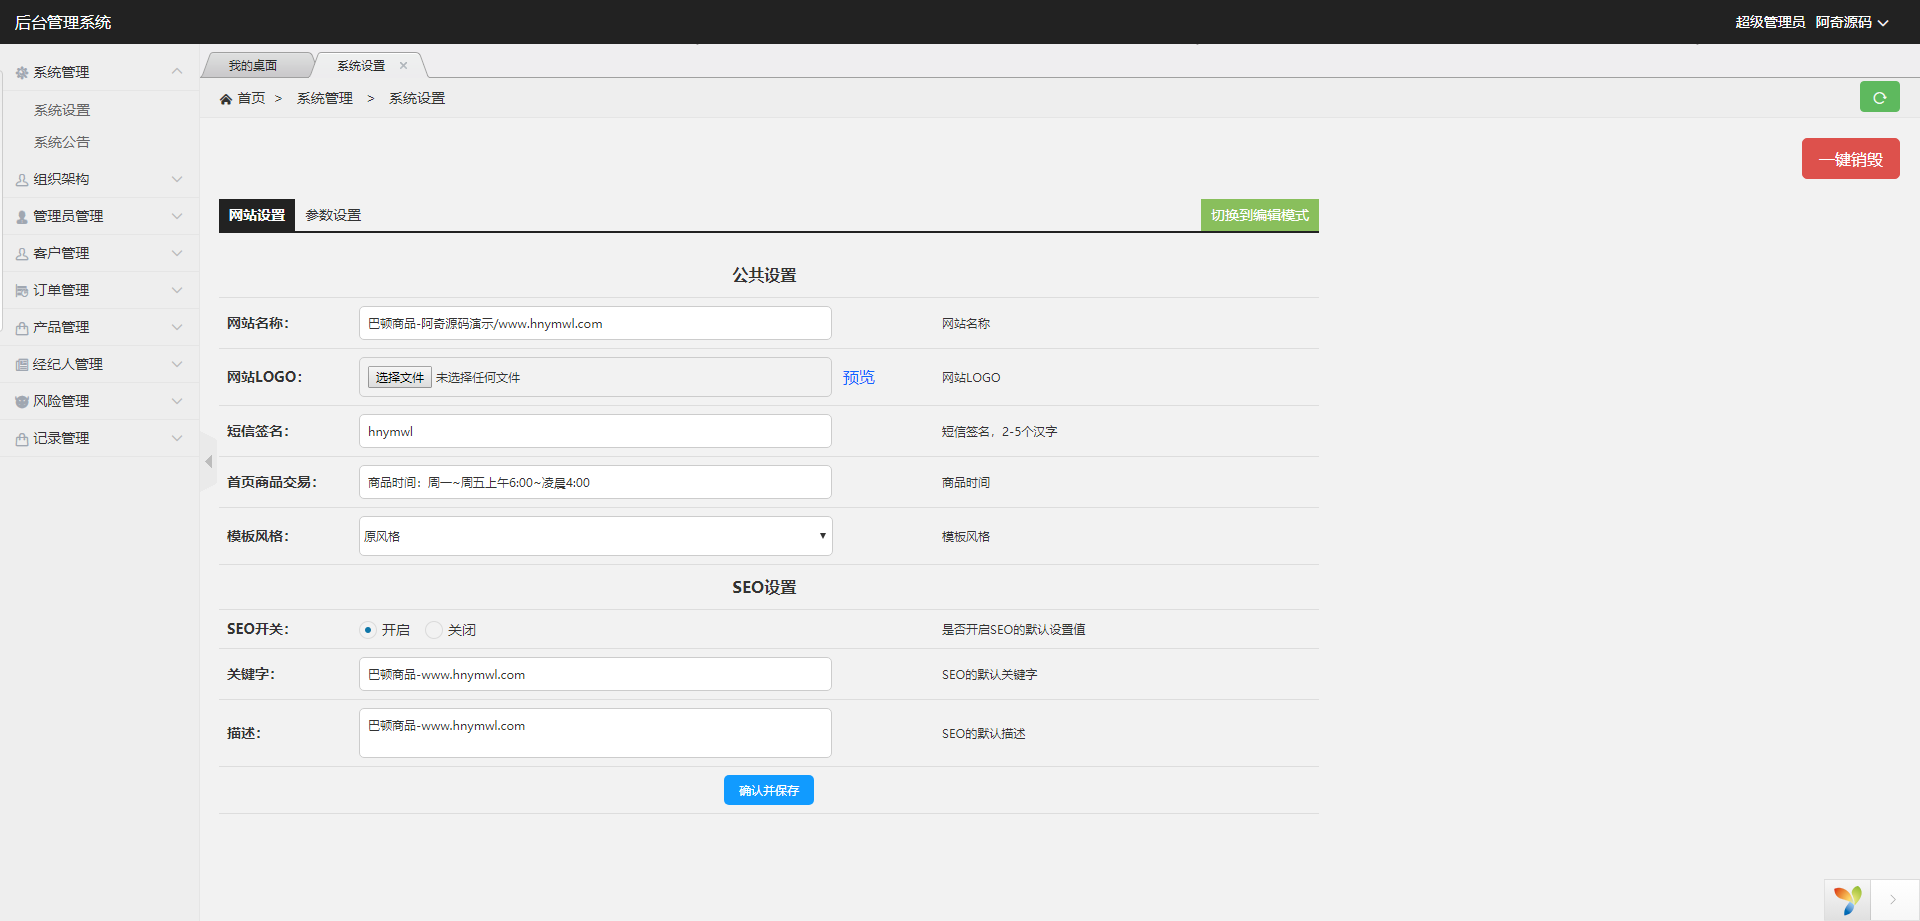 后台管理系统
超级管理员 阿奇源码
系统管理
系统设置
系统公告
组织架构
管理员管理
客户管理
订单管理
产品管理
经纪人管理
风险管理
记录管理
我的桌面
系统设置
首页 > 系统管理 > 系统设置
一键销毁
网站设置 参数设置
切换到编辑模式
公共设置
网站名称： 巴顿商品-阿奇源码演示/www.hnymwl.com 网站名称
网站LOGO： 选择文件 未选择任何文件 预览 网站LOGO
短信签名： hnymwl 短信签名，2-5个汉字
首页商品交易： 商品时间：周一~周五上午6:00~凌晨4:00 商品时间
模板风格： 原风格 模板风格
SEO设置
SEO开关： 开启 关闭 是否开启SEO的默认设置值
关键字： 巴顿商品-www.hnymwl.com SEO的默认关键字
描述： 巴顿商品-www.hnymwl.com SEO的默认描述
确认并保存